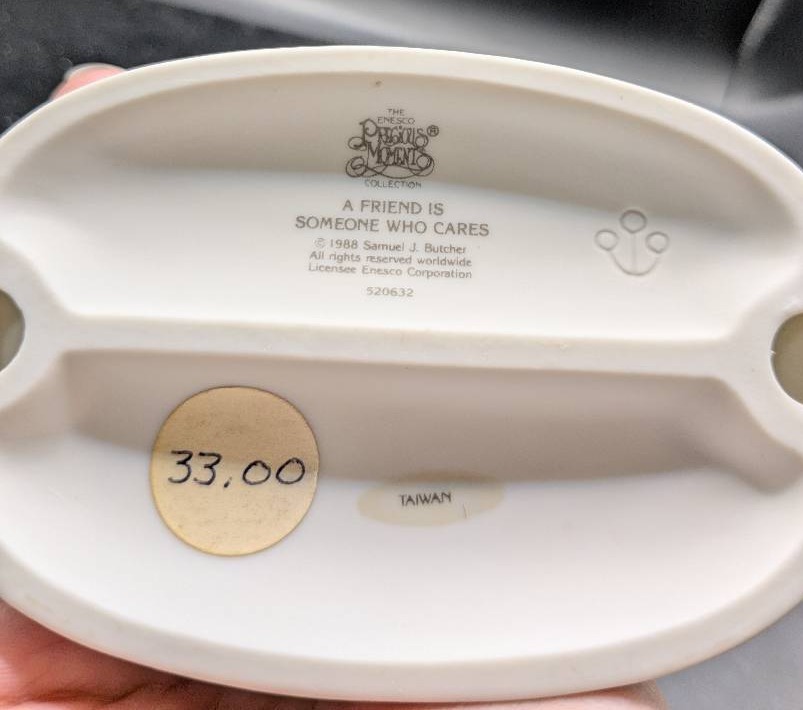 THE
ENESCO
PRECIOUS®
MOMENTS
COLLECTION
A FRIEND IS
SOMEONE WHO CARES
© 1988 Samuel J. Butcher
All rights reserved worldwide
Licensee Enesco Corporation
520632
33.00
TAIWAN